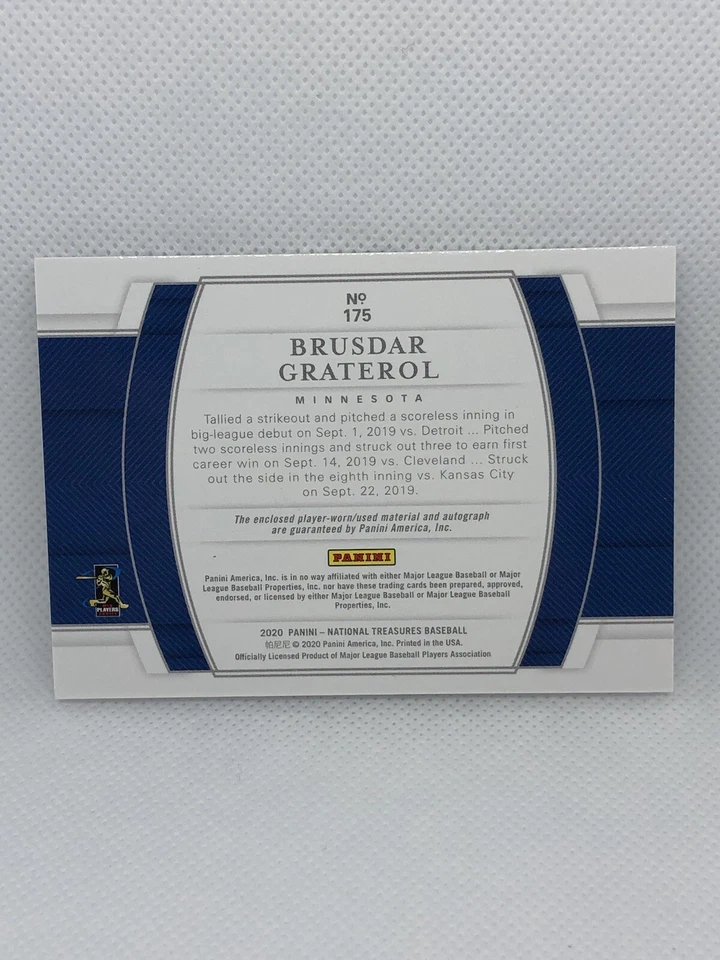 Nº
175
BRUSDAR
GRATEROL
MINNESOTA
Tallied a strikeout and pitched a scoreless inning in
big-league debut on Sept. 1, 2019 vs. Detroit ... Pitched
two scoreless innings and struck out three to earn first
career win on Sept. 14, 2019 vs. Cleveland ... Struck
out the side in the eighth inning vs. Kansas City
on Sept. 22, 2019.
The enclosed player-worn/used material and autograph
are guaranteed by Panini America, Inc.
PANINI
Panini America, Inc. is in no way affiliated with either Major League Baseball or Major
League Baseball Properties, Inc. nor have these trading cards been prepared, approved,
endorsed, or licensed by either Major League Baseball or Major League Baseball
Properties, Inc.
PLAYERS
2020 PANINI – NATIONAL TREASURES BASEBALL
帕尼尼 © 2020 Panini America, Inc. Printed in the USA.
Officially Licensed Product of Major League Baseball Players Association